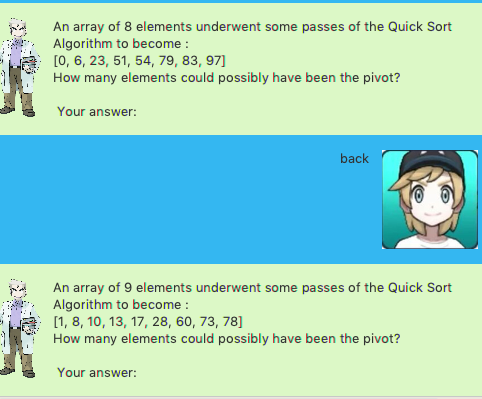 An array of 8 elements underwent some passes of the Quick Sort
Algorithm to become :
[0, 6, 23, 51, 54, 79, 83, 97]
How many elements could possibly have been the pivot?
Your answer:
back
An array of 9 elements underwent some passes of the Quick Sort
Algorithm to become :
[1, 8, 10, 13, 17, 28, 60, 73, 78]
How many elements could possibly have been the pivot?
Your answer: